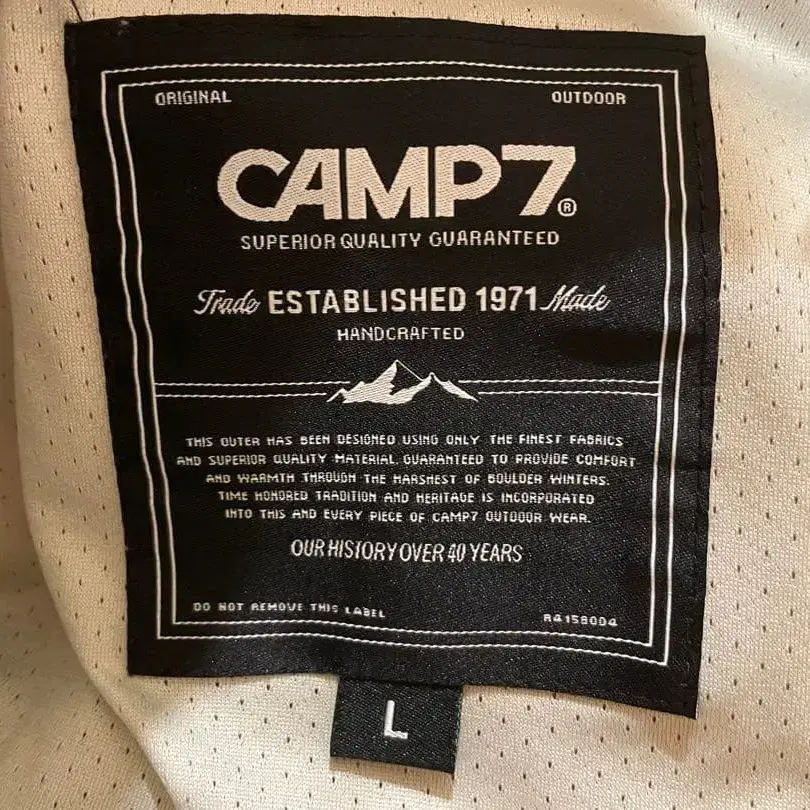 ORIGINAL OUTDOOR
CAMP7®
SUPERIOR QUALITY GUARANTEED
Trade ESTABLISHED 1971 Made
HANDCRAFTED
THIS OUTER HAS BEEN DESIGNED USING ONLY THE FINEST FABRICS
AND SUPERIOR QUALITY MATERIAL. GUARANTEED TO PROVIDE COMFORT
AND WARMTH THROUGH THE HARSHEST OF BOULDER WINTERS.
TIME HONORED TRADITION AND HERITAGE IS INCORPORATED
INTO THIS AND EVERY PIECE OF CAMP7 OUTDOOR WEAR.
OUR HISTORY OVER 40 YEARS
DO NOT REMOVE THIS LABEL R4158004
L